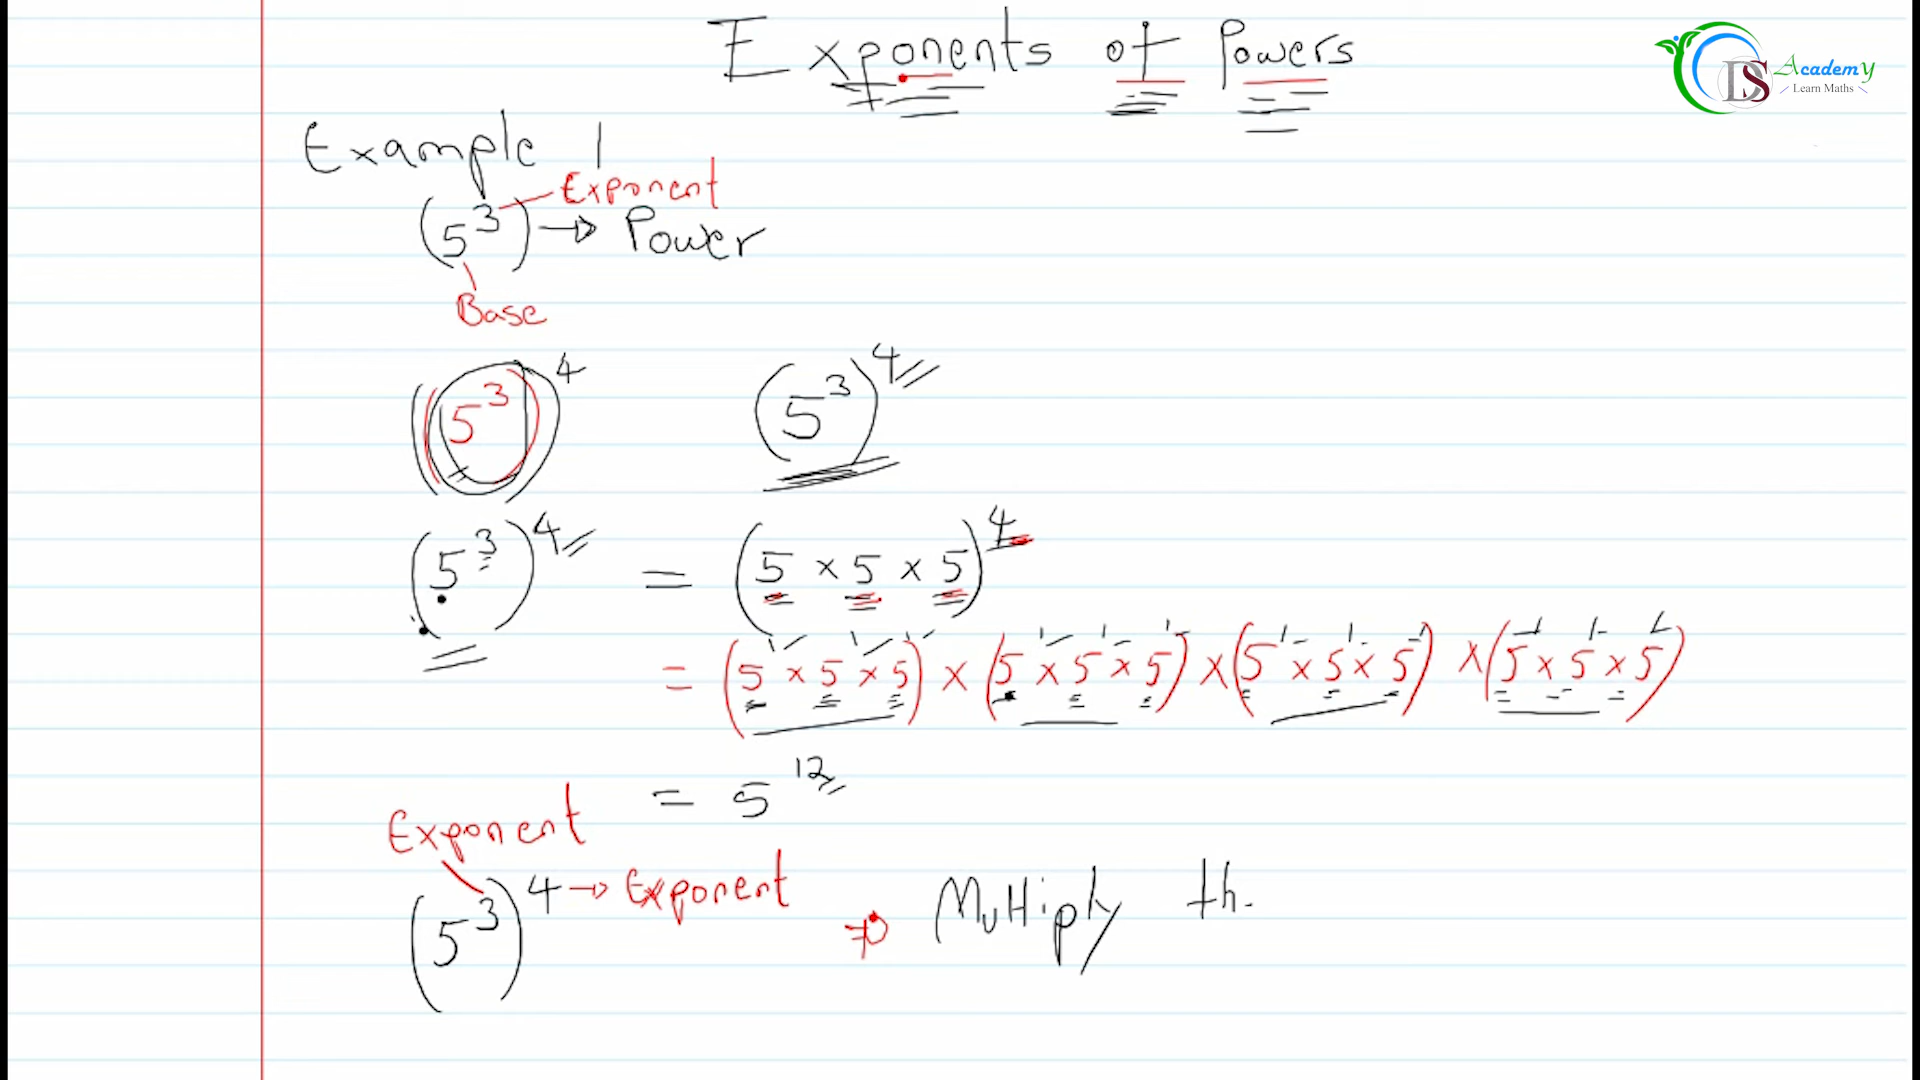 Exponents of Powers
DS Academy
Learn Maths
Example 1
Exponent
(5³) → Power
Base
(5³)⁴ (5³)⁴
(5³)⁴ = (5 × 5 × 5)⁴
= (5 × 5 × 5) × (5 × 5 × 5) × (5 × 5 × 5) × (5 × 5 × 5)
= 5¹²
Exponent
(5³)⁴ → Exponent ⇒ Multiply th